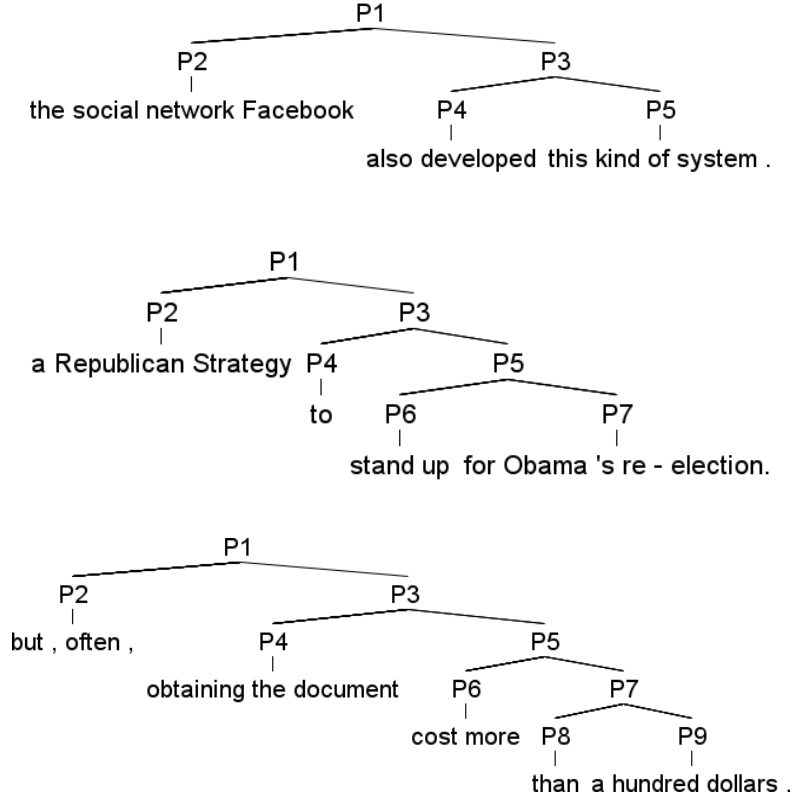 P1
P2 P3
the social network Facebook P4 P5
also developed this kind of system .
P1
P2 P3
a Republican Strategy P4 P5
to P6 P7
stand up for Obama 's re - election.
P1
P2 P3
but , often , P4 P5
obtaining the document P6 P7
cost more P8 P9
than a hundred dollars .